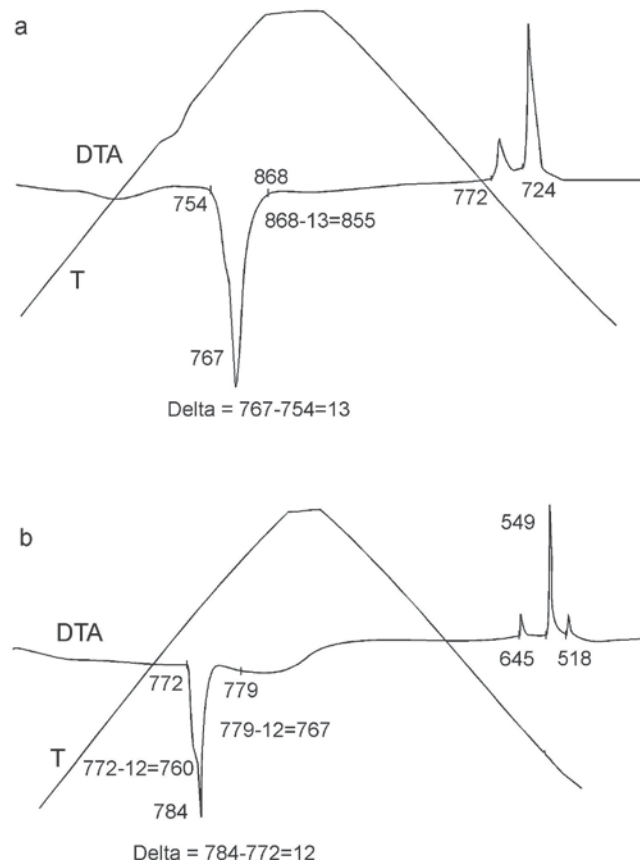 a
DTA
868
754
868-13=855
772
724
T
767
Delta = 767-754=13
b
549
DTA
772
779
645
518
779-12=767
T
772-12=760
784
Delta = 784-772=12